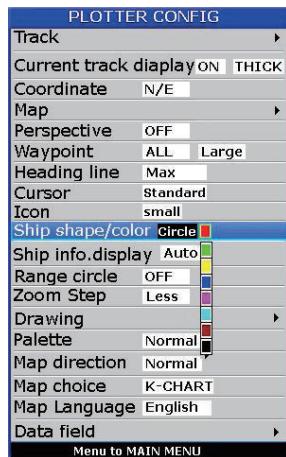 PLOTTER CONFIG
Track
Current track diaplay ON THICK
Coordinate N/E
Map
Perspective OFF
Waypoint ALL Large
Heading line Max
Cursor Standard
Icon small
Ship shape/color Circle
Ship info.display Auto
Range circle OFF
Zoom Step Less
Drawing
Palette Normal
Map direction Normal
Map choice K-CHART
Map Language English
Data field
Menu to MAIN MENU